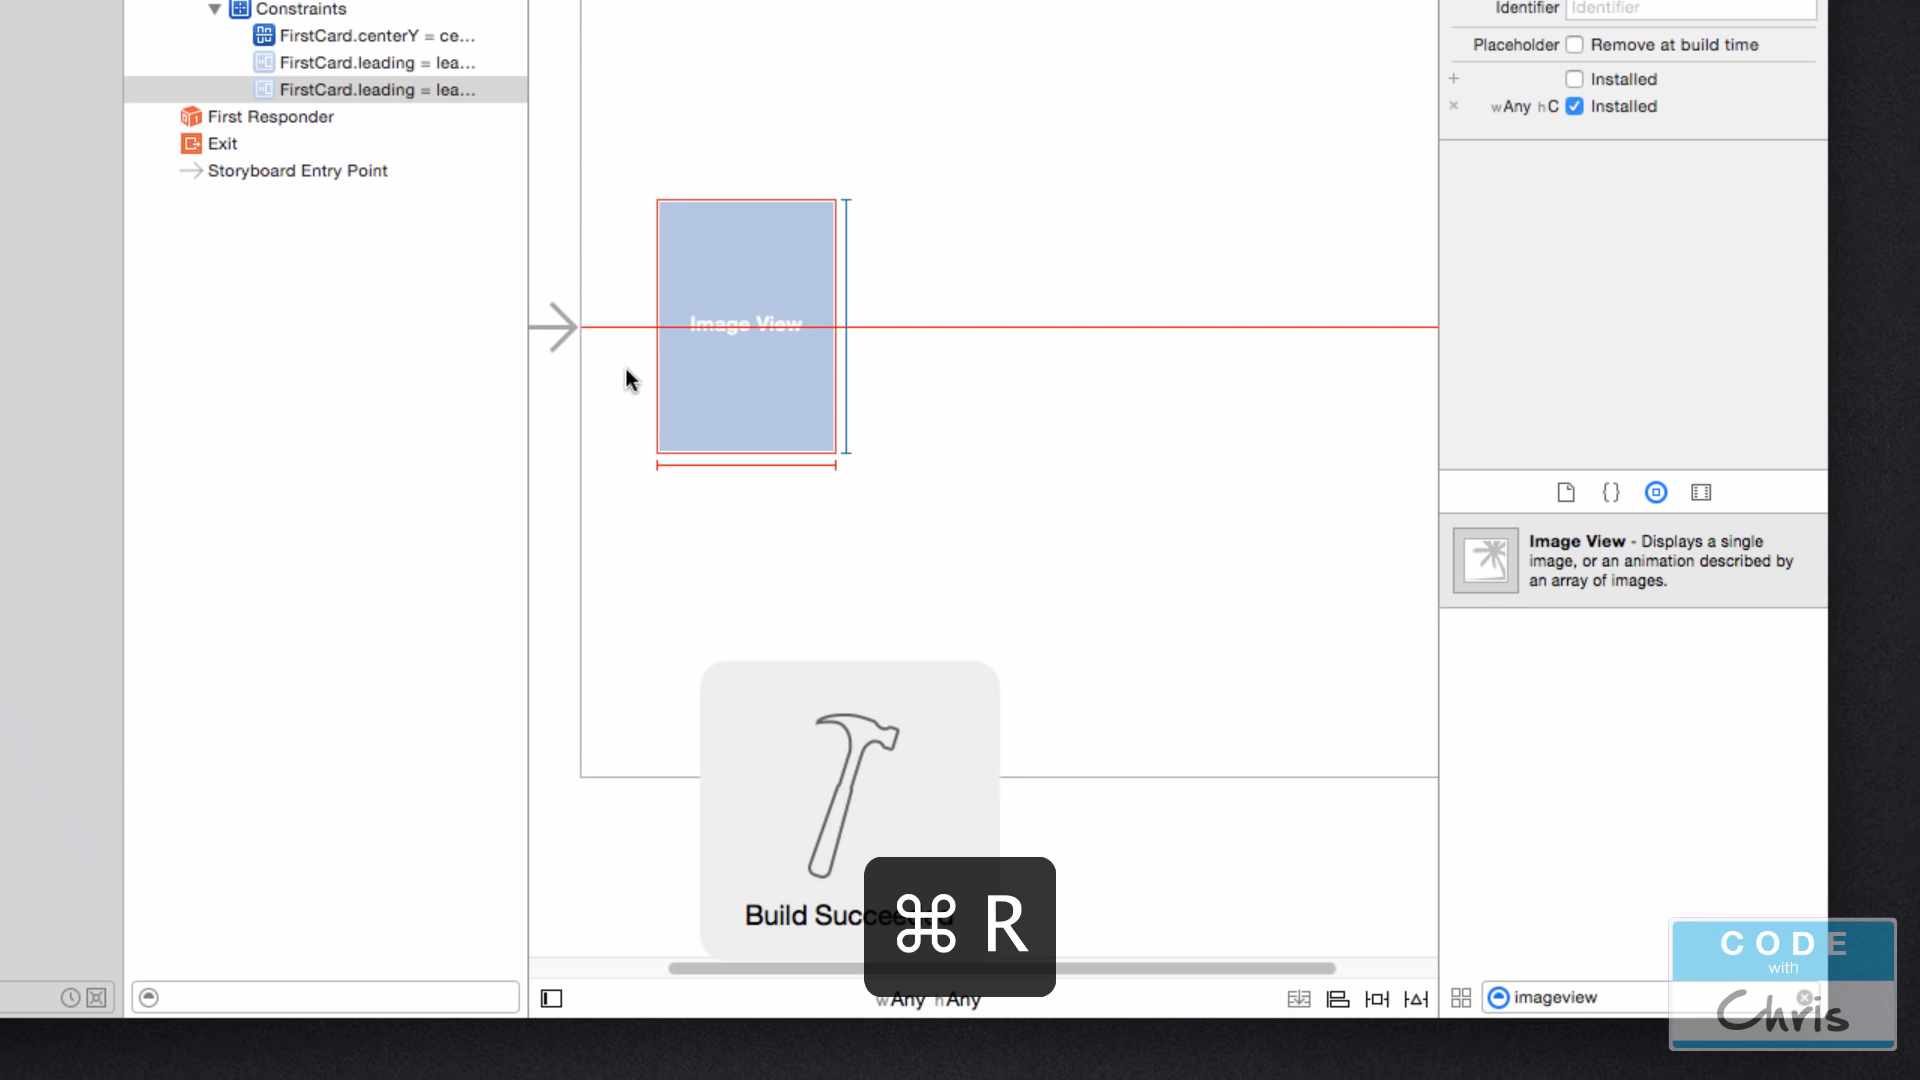 Constraints
FirstCard.centerY = ce...
FirstCard.leading = lea...
FirstCard.leading = lea...
First Responder
Exit
Storyboard Entry Point
Image View
Build Succeeded
⌘ R
wAny hAny
Identifier
Identifier
Placeholder
Remove at build time
+
Installed
×
wAny hC
Installed
{}
Image View - Displays a single
image, or an animation described by
an array of images.
imageview
CODE
with
Chris